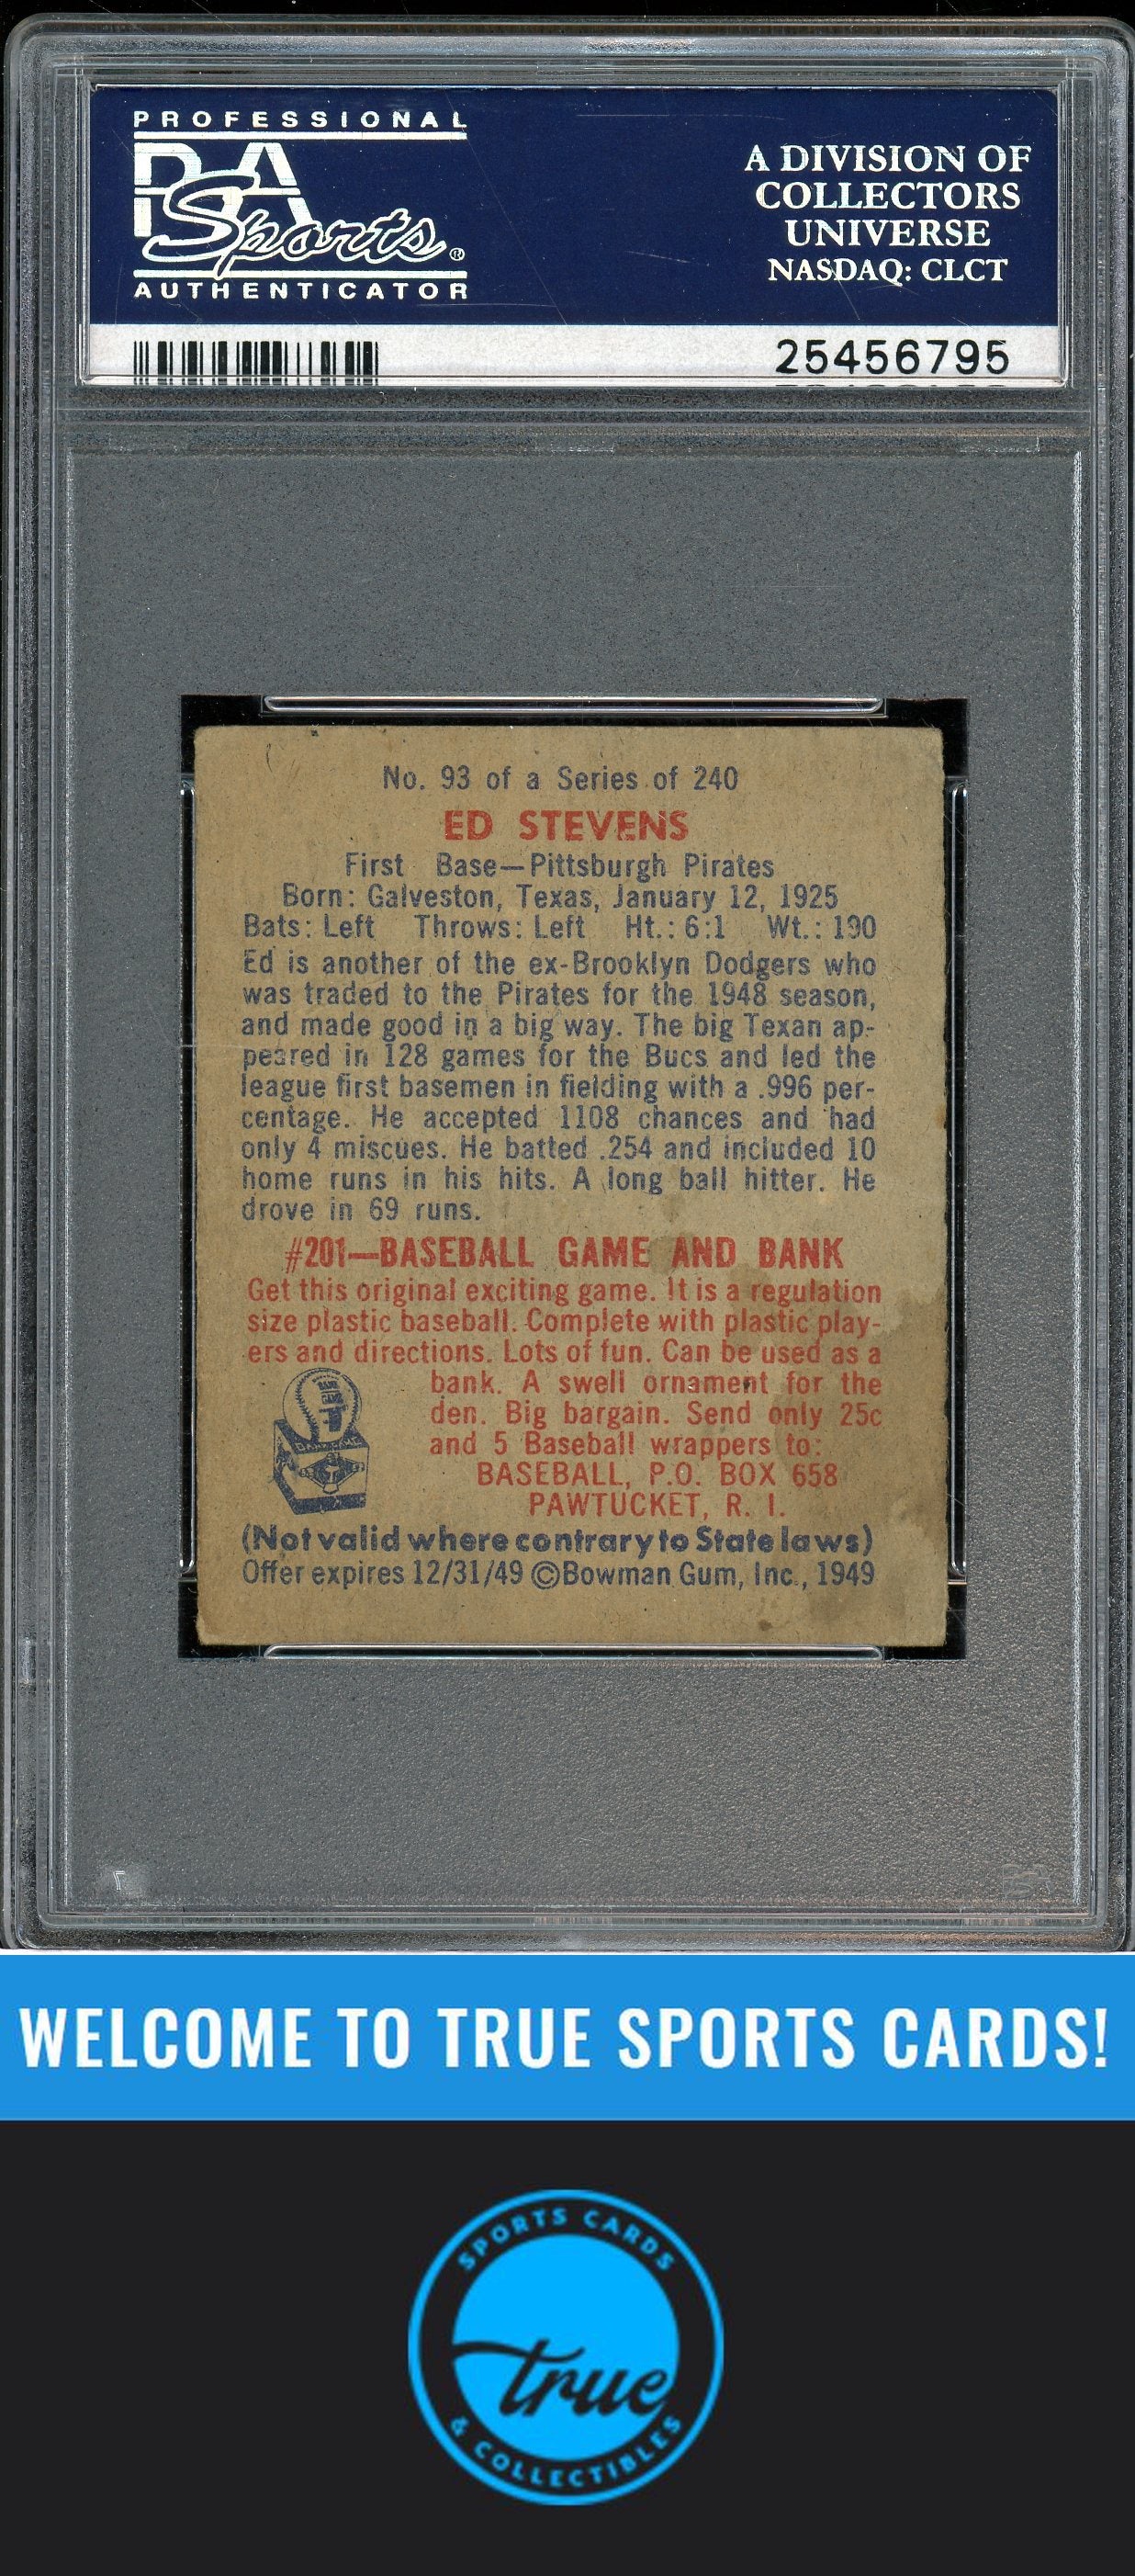 PROFESSIONAL
PSA
Sports®
AUTHENTICATOR
A DIVISION OF
COLLECTORS
UNIVERSE
NASDAQ: CLCT
25456795
No. 93 of a Series of 240
ED STEVENS
First Base—Pittsburgh Pirates
Born: Galveston, Texas, January 12, 1925
Bats: Left Throws: Left Ht.: 6:1 Wt.: 190
Ed is another of the ex-Brooklyn Dodgers who
was traded to the Pirates for the 1948 season,
and made good in a big way. The big Texan ap-
peared in 128 games for the Bucs and led the
league first basemen in fielding with a .996 per-
centage. He accepted 1108 chances and had
only 4 miscues. He batted .254 and included 10
home runs in his hits. A long ball hitter. He
drove in 69 runs.
#201—BASEBALL GAME AND BANK
Get this original exciting game. It is a regulation
size plastic baseball. Complete with plastic play-
ers and directions. Lots of fun. Can be used as a
bank. A swell ornament for the
den. Big bargain. Send only 25c
and 5 Baseball wrappers to:
BASEBALL, P.O. BOX 658
PAWTUCKET, R. I.
(Not valid where contrary to State laws)
Offer expires 12/31/49 ©Bowman Gum, Inc., 1949
WELCOME TO TRUE SPORTS CARDS!
SPORTS CARDS
true
& COLLECTIBLES